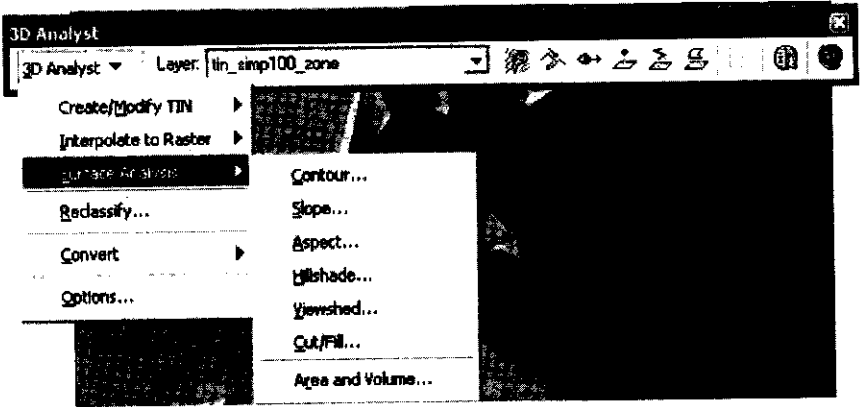 3D Analyst
3D Analyst Layer: tin_simp100_zone
Create/Modify TIN
Interpolate to Raster
Surface Analysis
Reclassify...
Convert
Options...
Contour...
Slope...
Aspect...
Hillshade...
Viewshed...
Cut/Fill...
Area and Volume...